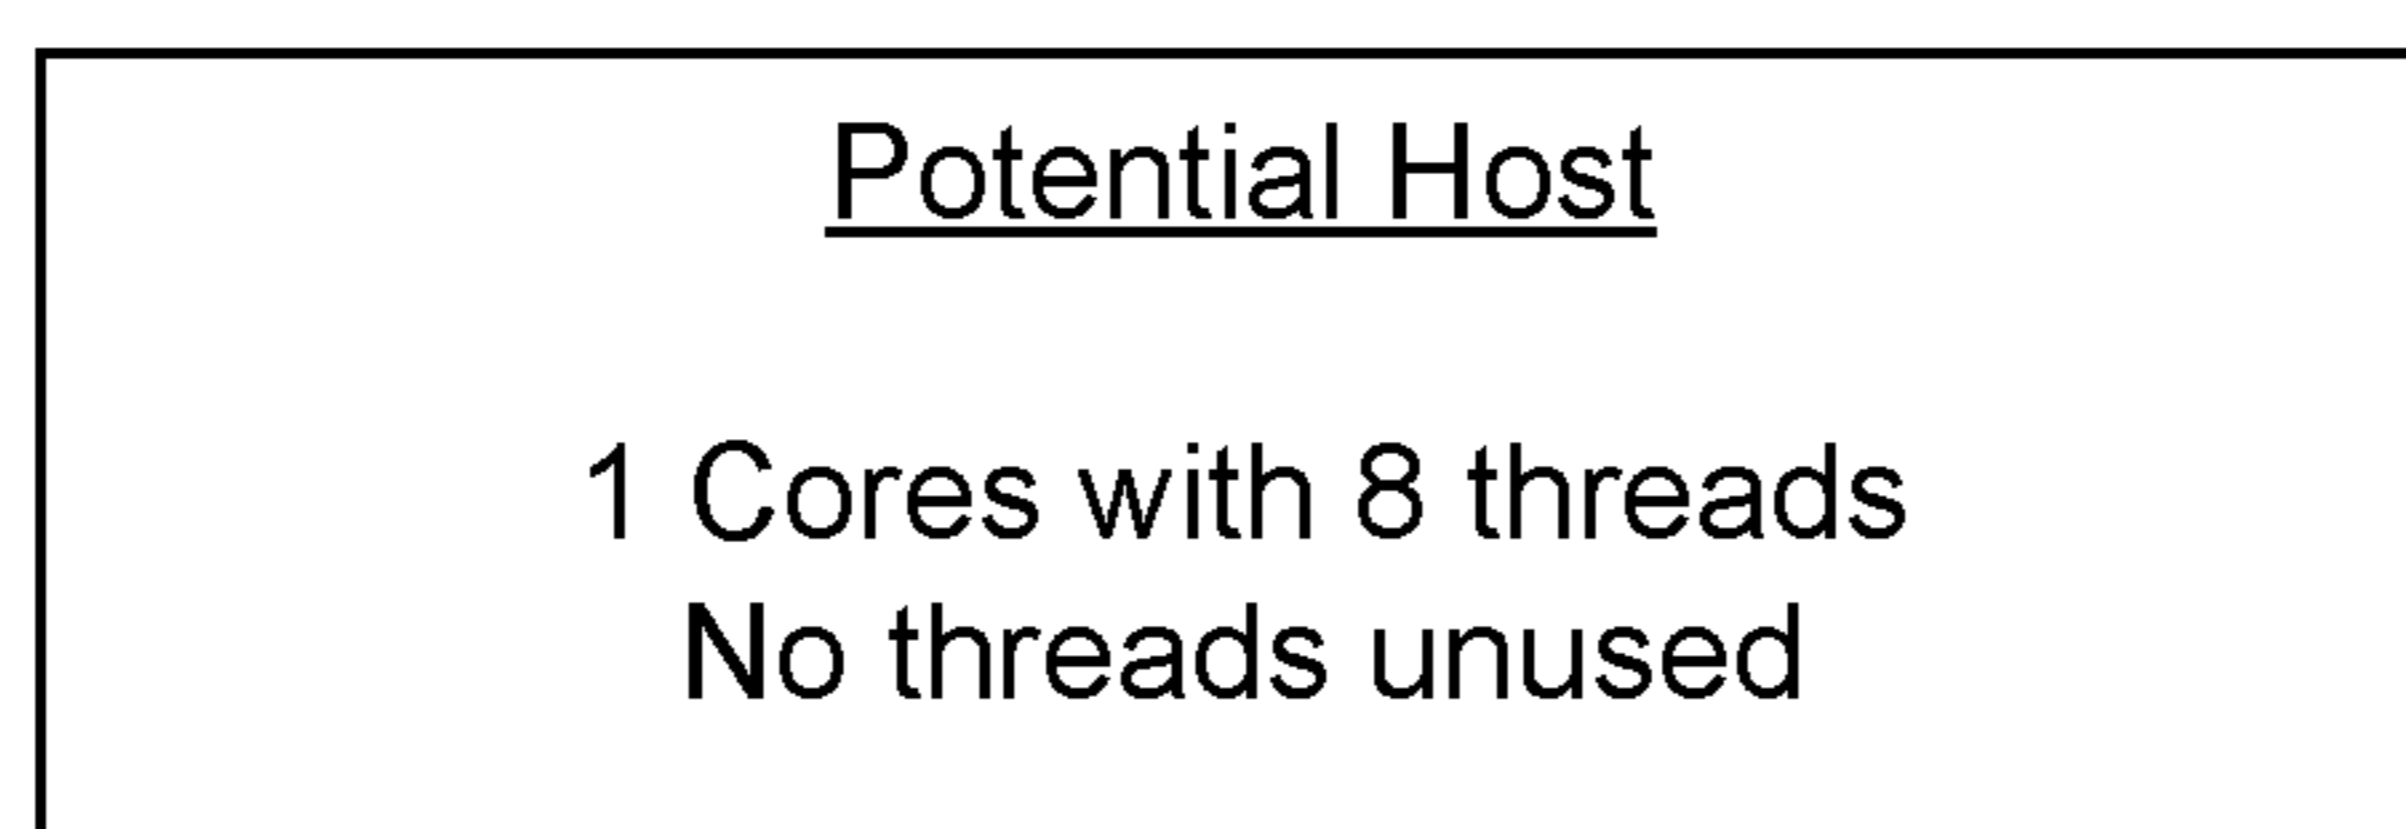 Potential Host
1 Cores with 8 threads
No threads unused